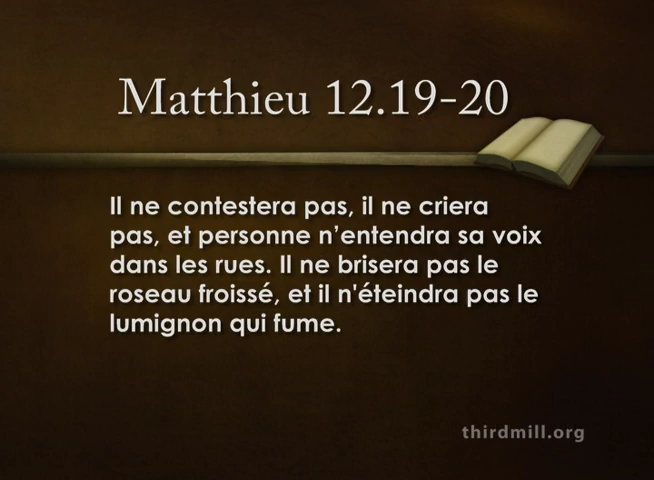 Matthieu 12.19-20
Il ne contestera pas, il ne criera
pas, et personne n’entendra sa voix
dans les rues. Il ne brisera pas le
roseau froissé, et il n'éteindra pas le
lumignon qui fume.
thirdmill.org